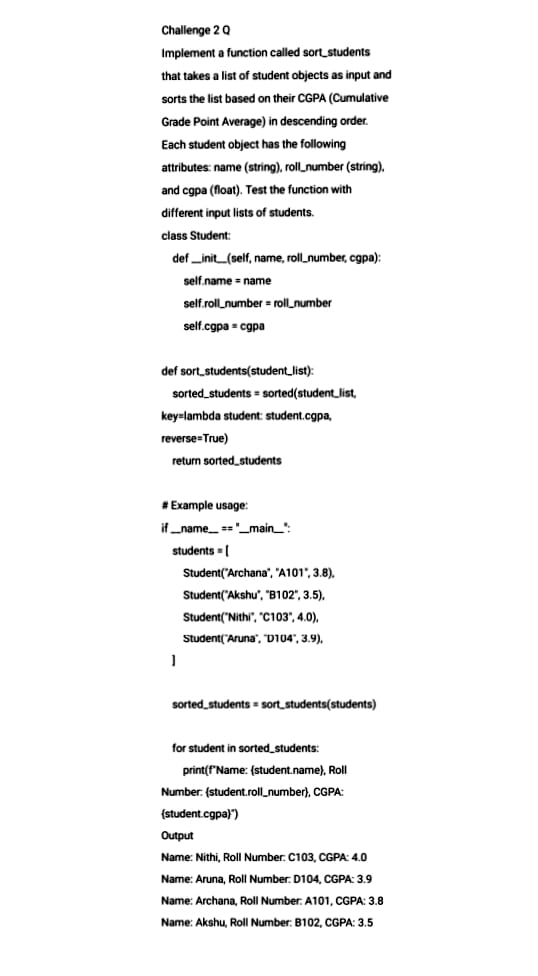 Challenge 2 Q
Implement a function called sort_students
that takes a list of student objects as input and
sorts the list based on their CGPA (Cumulative
Grade Point Average) in descending order.
Each student object has the following
attributes: name (string), roll_number (string),
and cgpa (float). Test the function with
different input lists of students.
class Student:
def __init__(self, name, roll_number, cgpa):
self.name = name
self.roll_number = roll_number
self.cgpa = cgpa
def sort_students(student_list):
sorted_students = sorted(student_list,
key=lambda student: student.cgpa,
reverse=True)
return sorted_students
# Example usage:
if __name__ == "__main__":
students = [
Student("Archana", "A101", 3.8),
Student("Akshu", "B102", 3.5),
Student("Nithi", "C103", 4.0),
Student("Aruna", "D104", 3.9),
]
sorted_students = sort_students(students)
for student in sorted_students:
print(f"Name: {student.name}, Roll
Number: {student.roll_number}, CGPA:
{student.cgpa}")
Output
Name: Nithi, Roll Number: C103, CGPA: 4.0
Name: Aruna, Roll Number: D104, CGPA: 3.9
Name: Archana, Roll Number: A101, CGPA: 3.8
Name: Akshu, Roll Number: B102, CGPA: 3.5